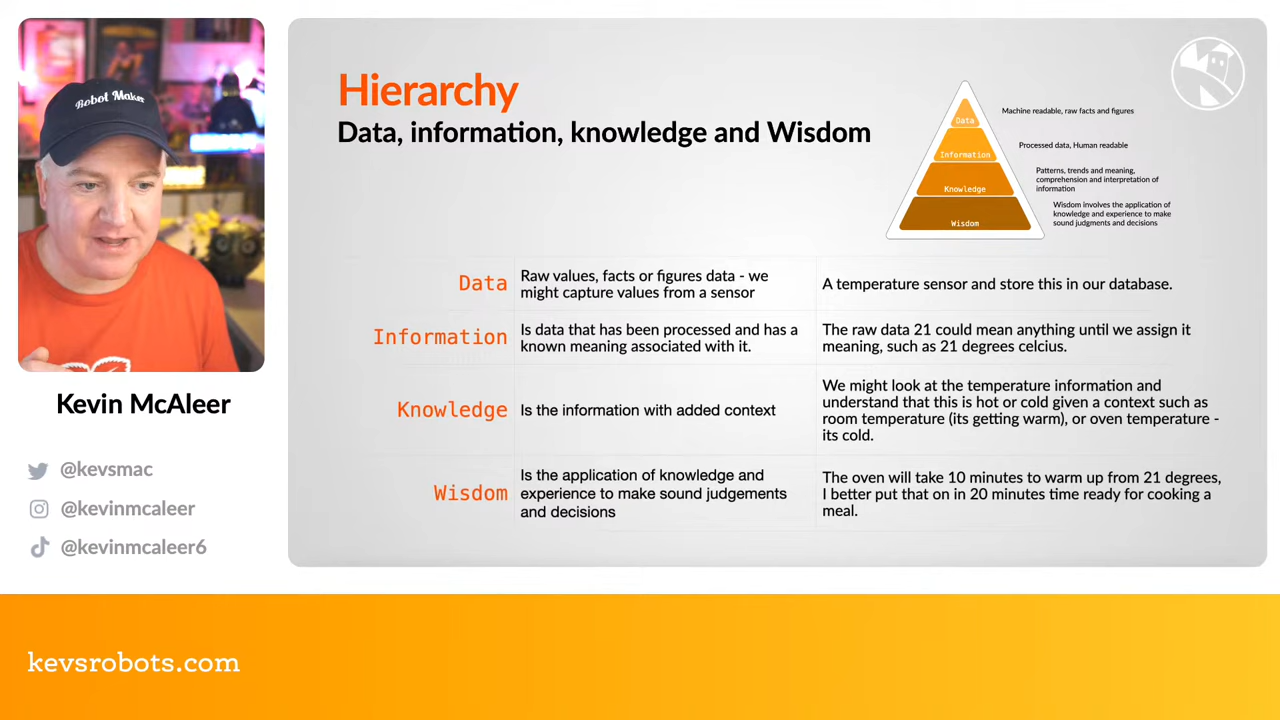 Robot Maker
Kevin McAleer
@kevsmac
@kevinmcaleer
@kevinmcaleer6
Hierarchy
Data, information, knowledge and Wisdom
Data
Machine readable, raw facts and figures
Information
Processed data, Human readable
Knowledge
Patterns, trends and meaning,
comprehension and interpretation of
information
Wisdom
Wisdom involves the application of
knowledge and experience to make
sound judgments and decisions
Data
Raw values, facts or figures data - we
might capture values from a sensor
A temperature sensor and store this in our database.
Information
Is data that has been processed and has a
known meaning associated with it.
The raw data 21 could mean anything until we assign it
meaning, such as 21 degrees celcius.
Knowledge
Is the information with added context
We might look at the temperature information and
understand that this is hot or cold given a context such as
room temperature (its getting warm), or oven temperature -
its cold.
Wisdom
Is the application of knowledge and
experience to make sound judgements
and decisions
The oven will take 10 minutes to warm up from 21 degrees,
I better put that on in 20 minutes time ready for cooking a
meal.
kevsrobots.com